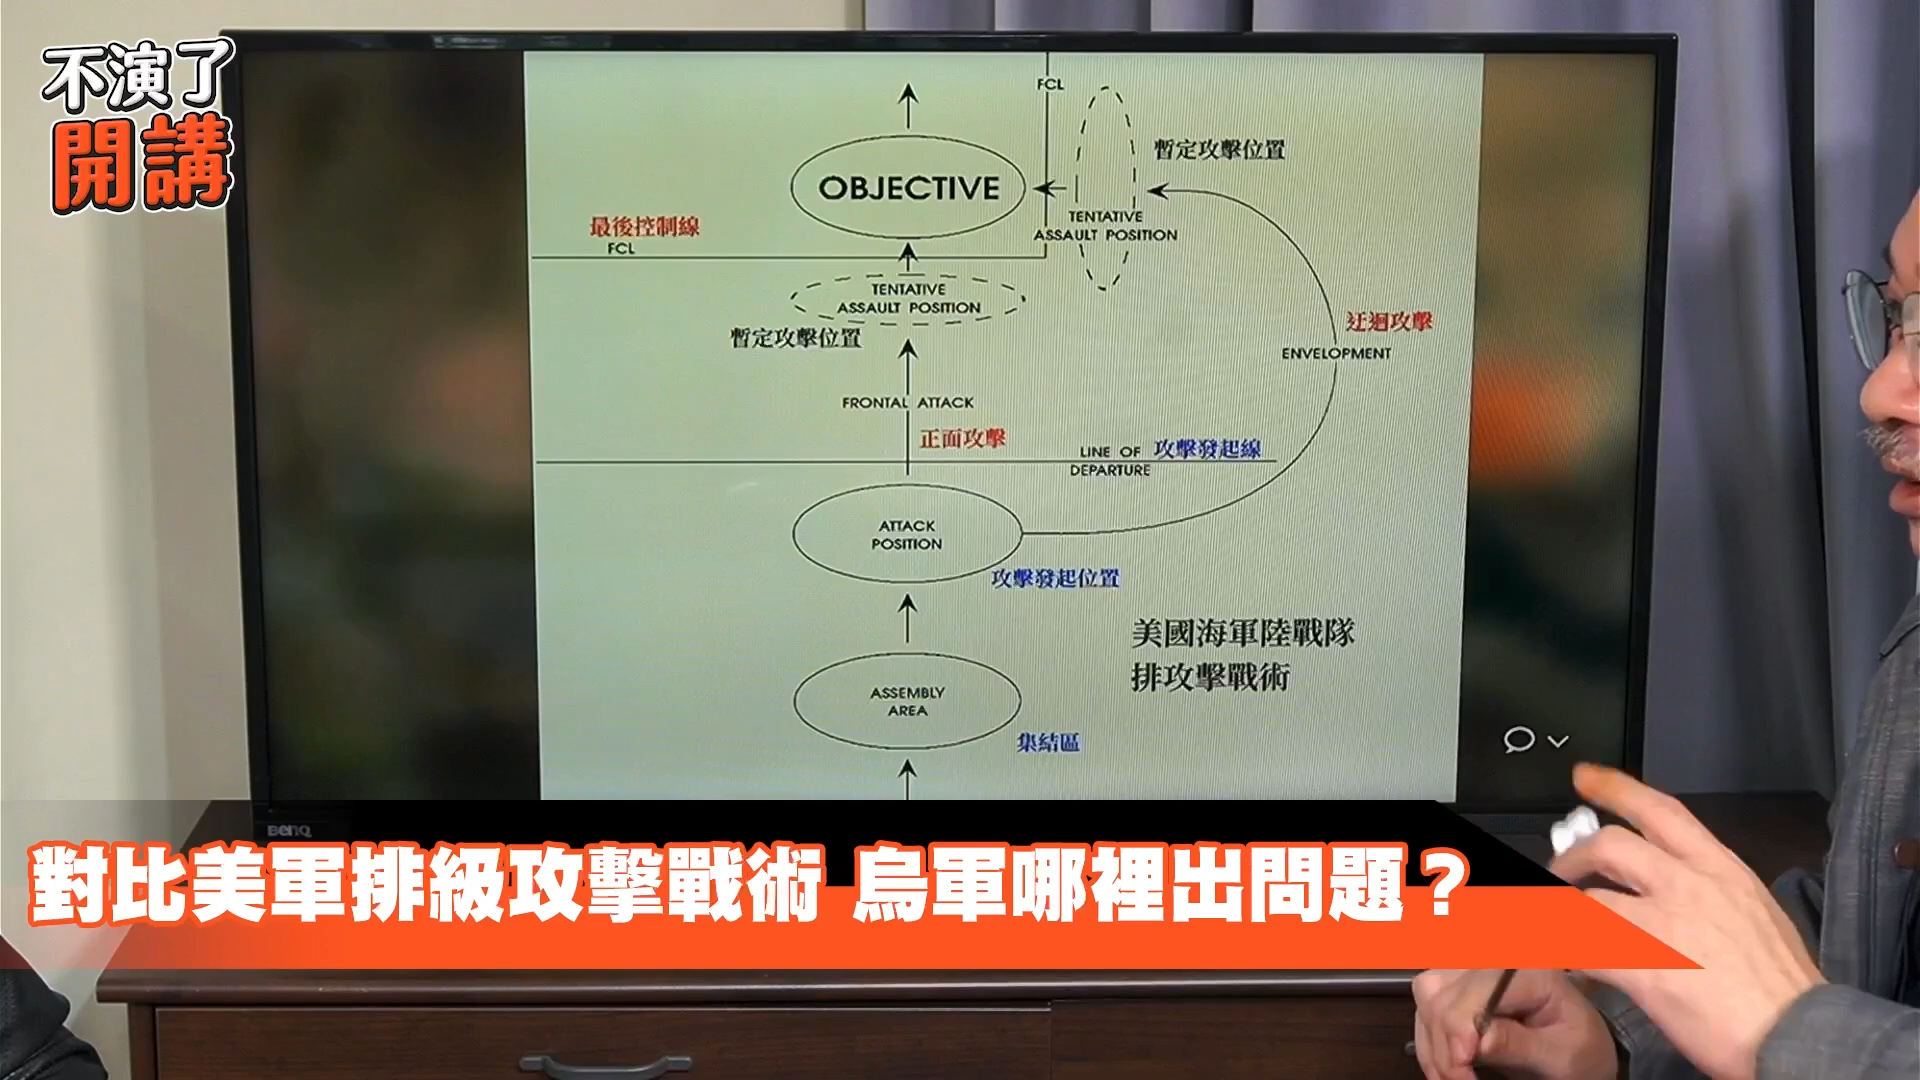 不演了
開講
FCL
暫定攻擊位置
OBJECTIVE
TENTATIVE
ASSAULT POSITION
最後控制線
FCL
TENTATIVE
ASSAULT POSITION
暫定攻擊位置
迂迴攻擊
ENVELOPMENT
FRONTAL ATTACK
正面攻擊
LINE OF
DEPARTURE
攻擊發起線
ATTACK
POSITION
攻擊發起位置
美國海軍陸戰隊
排攻擊戰術
ASSEMBLY
AREA
集結區
BenQ
對比美軍排級攻擊戰術 烏軍哪裡出問題？